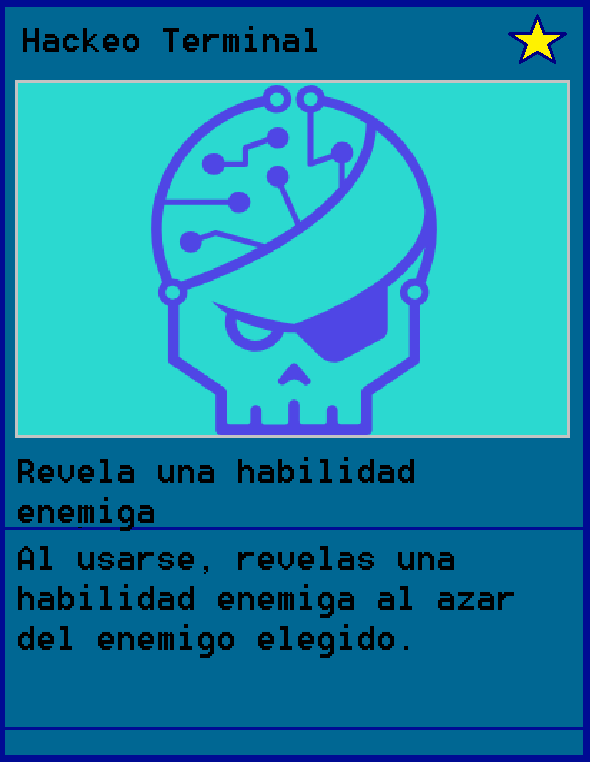 Hackeo Terminal
Revela una habilidad
enemiga
Al usarse, revelas una
habilidad enemiga al azar
del enemigo elegido.